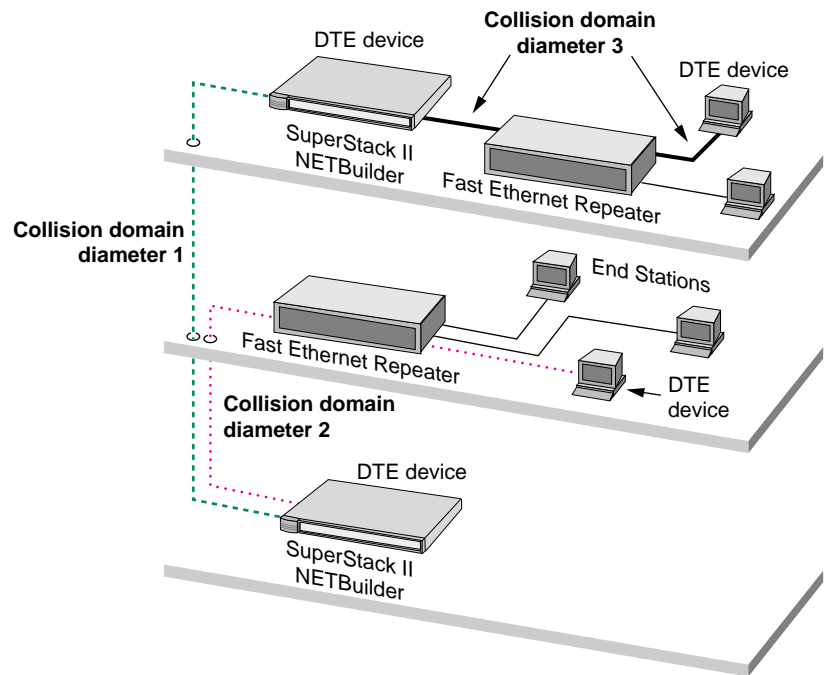 Collision domain
diameter 3
DTE device
DTE device
SuperStack II
NETBuilder
Fast Ethernet Repeater
Collision domain
diameter 1
End Stations
Fast Ethernet Repeater
DTE
device
Collision domain
diameter 2
DTE device
SuperStack II
NETBuilder